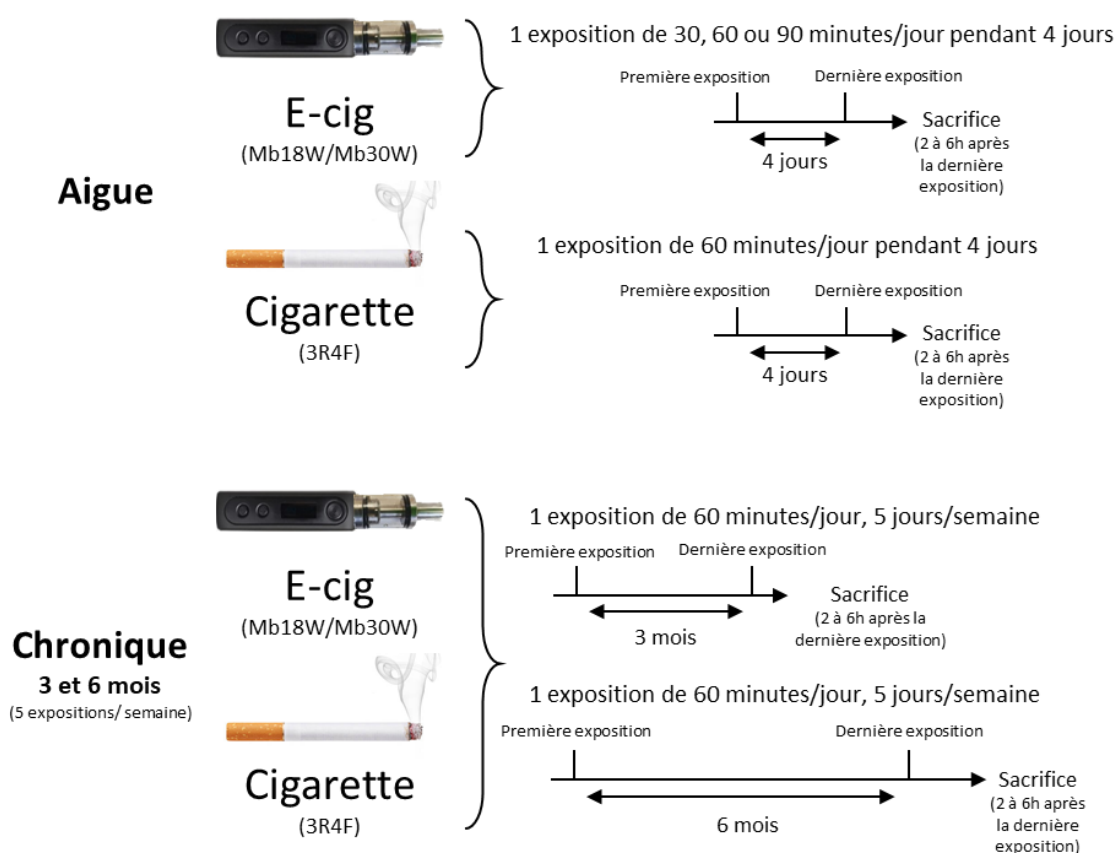 1 exposition de 30, 60 ou 90 minutes/jour pendant 4 jours
Première exposition
Dernière exposition
E-cig
(Mb18W/Mb30W)
Sacrifice
(2 à 6h après
la dernière
exposition)
4 jours
Aigue
1 exposition de 60 minutes/jour pendant 4 jours
Première exposition
Dernière exposition
Cigarette
(3R4F)
Sacrifice
(2 à 6h après
la dernière
exposition)
4 jours
1 exposition de 60 minutes/jour, 5 jours/semaine
Première exposition
Dernière exposition
E-cig
(Mb18W/Mb30W)
Sacrifice
(2 à 6h après la
dernière exposition)
3 mois
Chronique
3 et 6 mois
(5 expositions/ semaine)
1 exposition de 60 minutes/jour, 5 jours/semaine
Première exposition
Dernière exposition
Cigarette
(3R4F)
Sacrifice
(2 à 6h après
la dernière
exposition)
6 mois